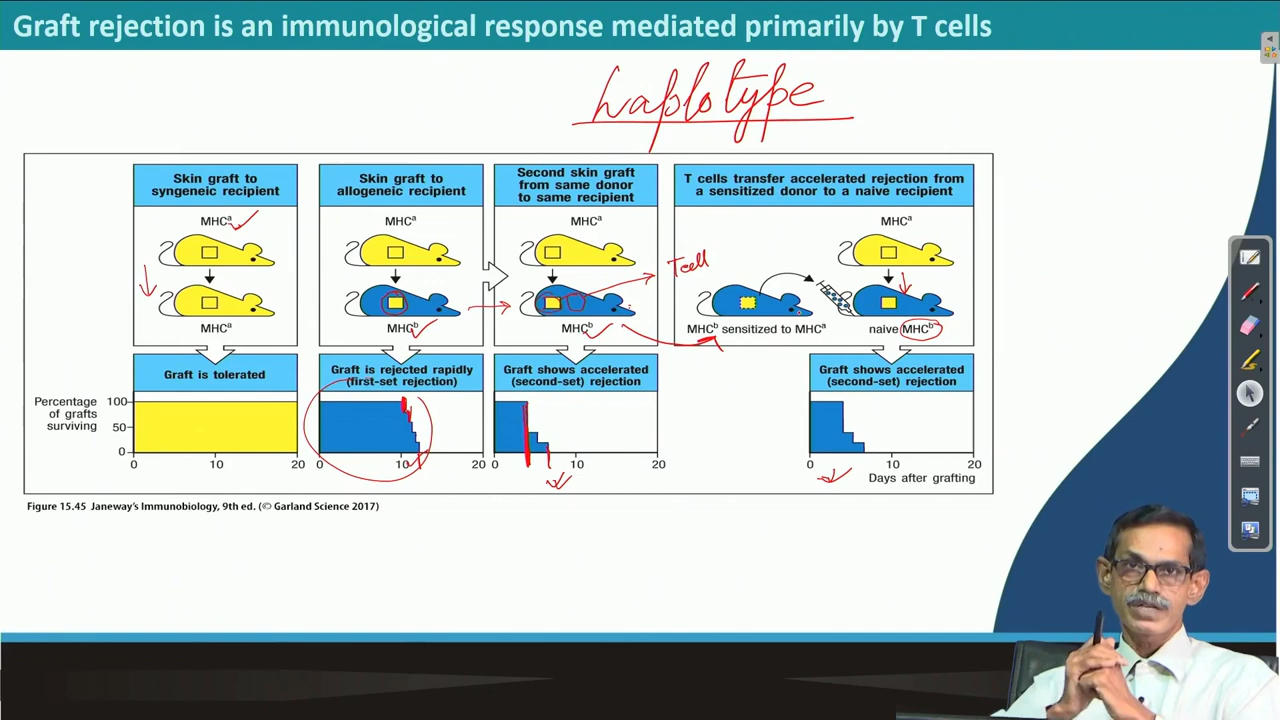 Graft rejection is an immunological response mediated primarily by T cells
haplotype
Skin graft to
syngeneic recipient
MHCᵃ
MHCᵃ
Graft is tolerated
Skin graft to
allogeneic recipient
MHCᵃ
MHCᵇ
Graft is rejected rapidly
(first-set rejection)
Second skin graft
from same donor
to same recipient
MHCᵃ
T cell
MHCᵇ
Graft shows accelerated
(second-set) rejection
T cells transfer accelerated rejection from
a sensitized donor to a naive recipient
MHCᵃ
MHCᵇ sensitized to MHCᵃ
naive MHCᵇ
Graft shows accelerated
(second-set) rejection
Percentage
of grafts
surviving
100
50
0
0 10 20
0 10 20
0 10 20
0 10 20
Days after grafting
Figure 15.45 Janeway's Immunobiology, 9th ed. (© Garland Science 2017)